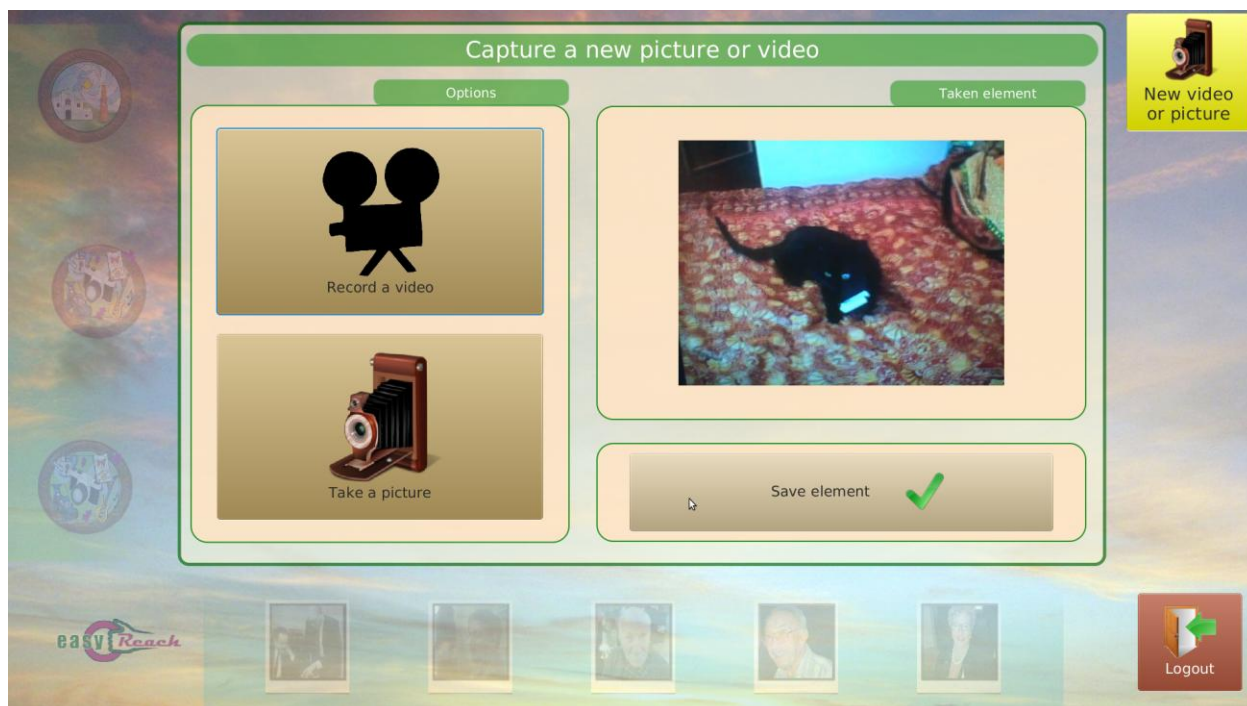 Capture a new picture or video
Options
Taken element
New video
or picture
Record a video
Take a picture
Save element
easy Reach
Logout